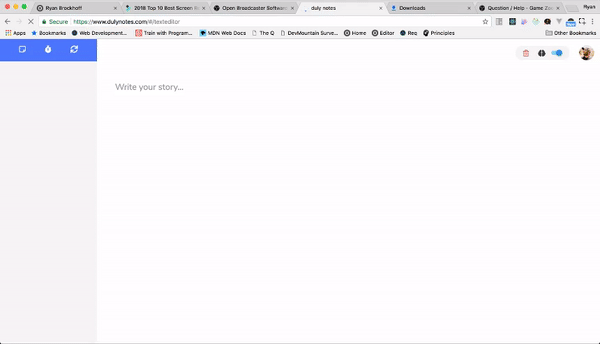 Ryan Brockhoff
2018 Top 10 Best Screen R
Open Broadcaster Softwar
duly notes
Downloads
Question / Help - Game Za
Ryan
Secure https://www.dulynotes.com/#/texteditor
Apps Bookmarks Web Development... Train with Program... MDN Web Docs The Q DevMountain Surve... Home Editor Req Principles Other Bookmarks
Write your story...